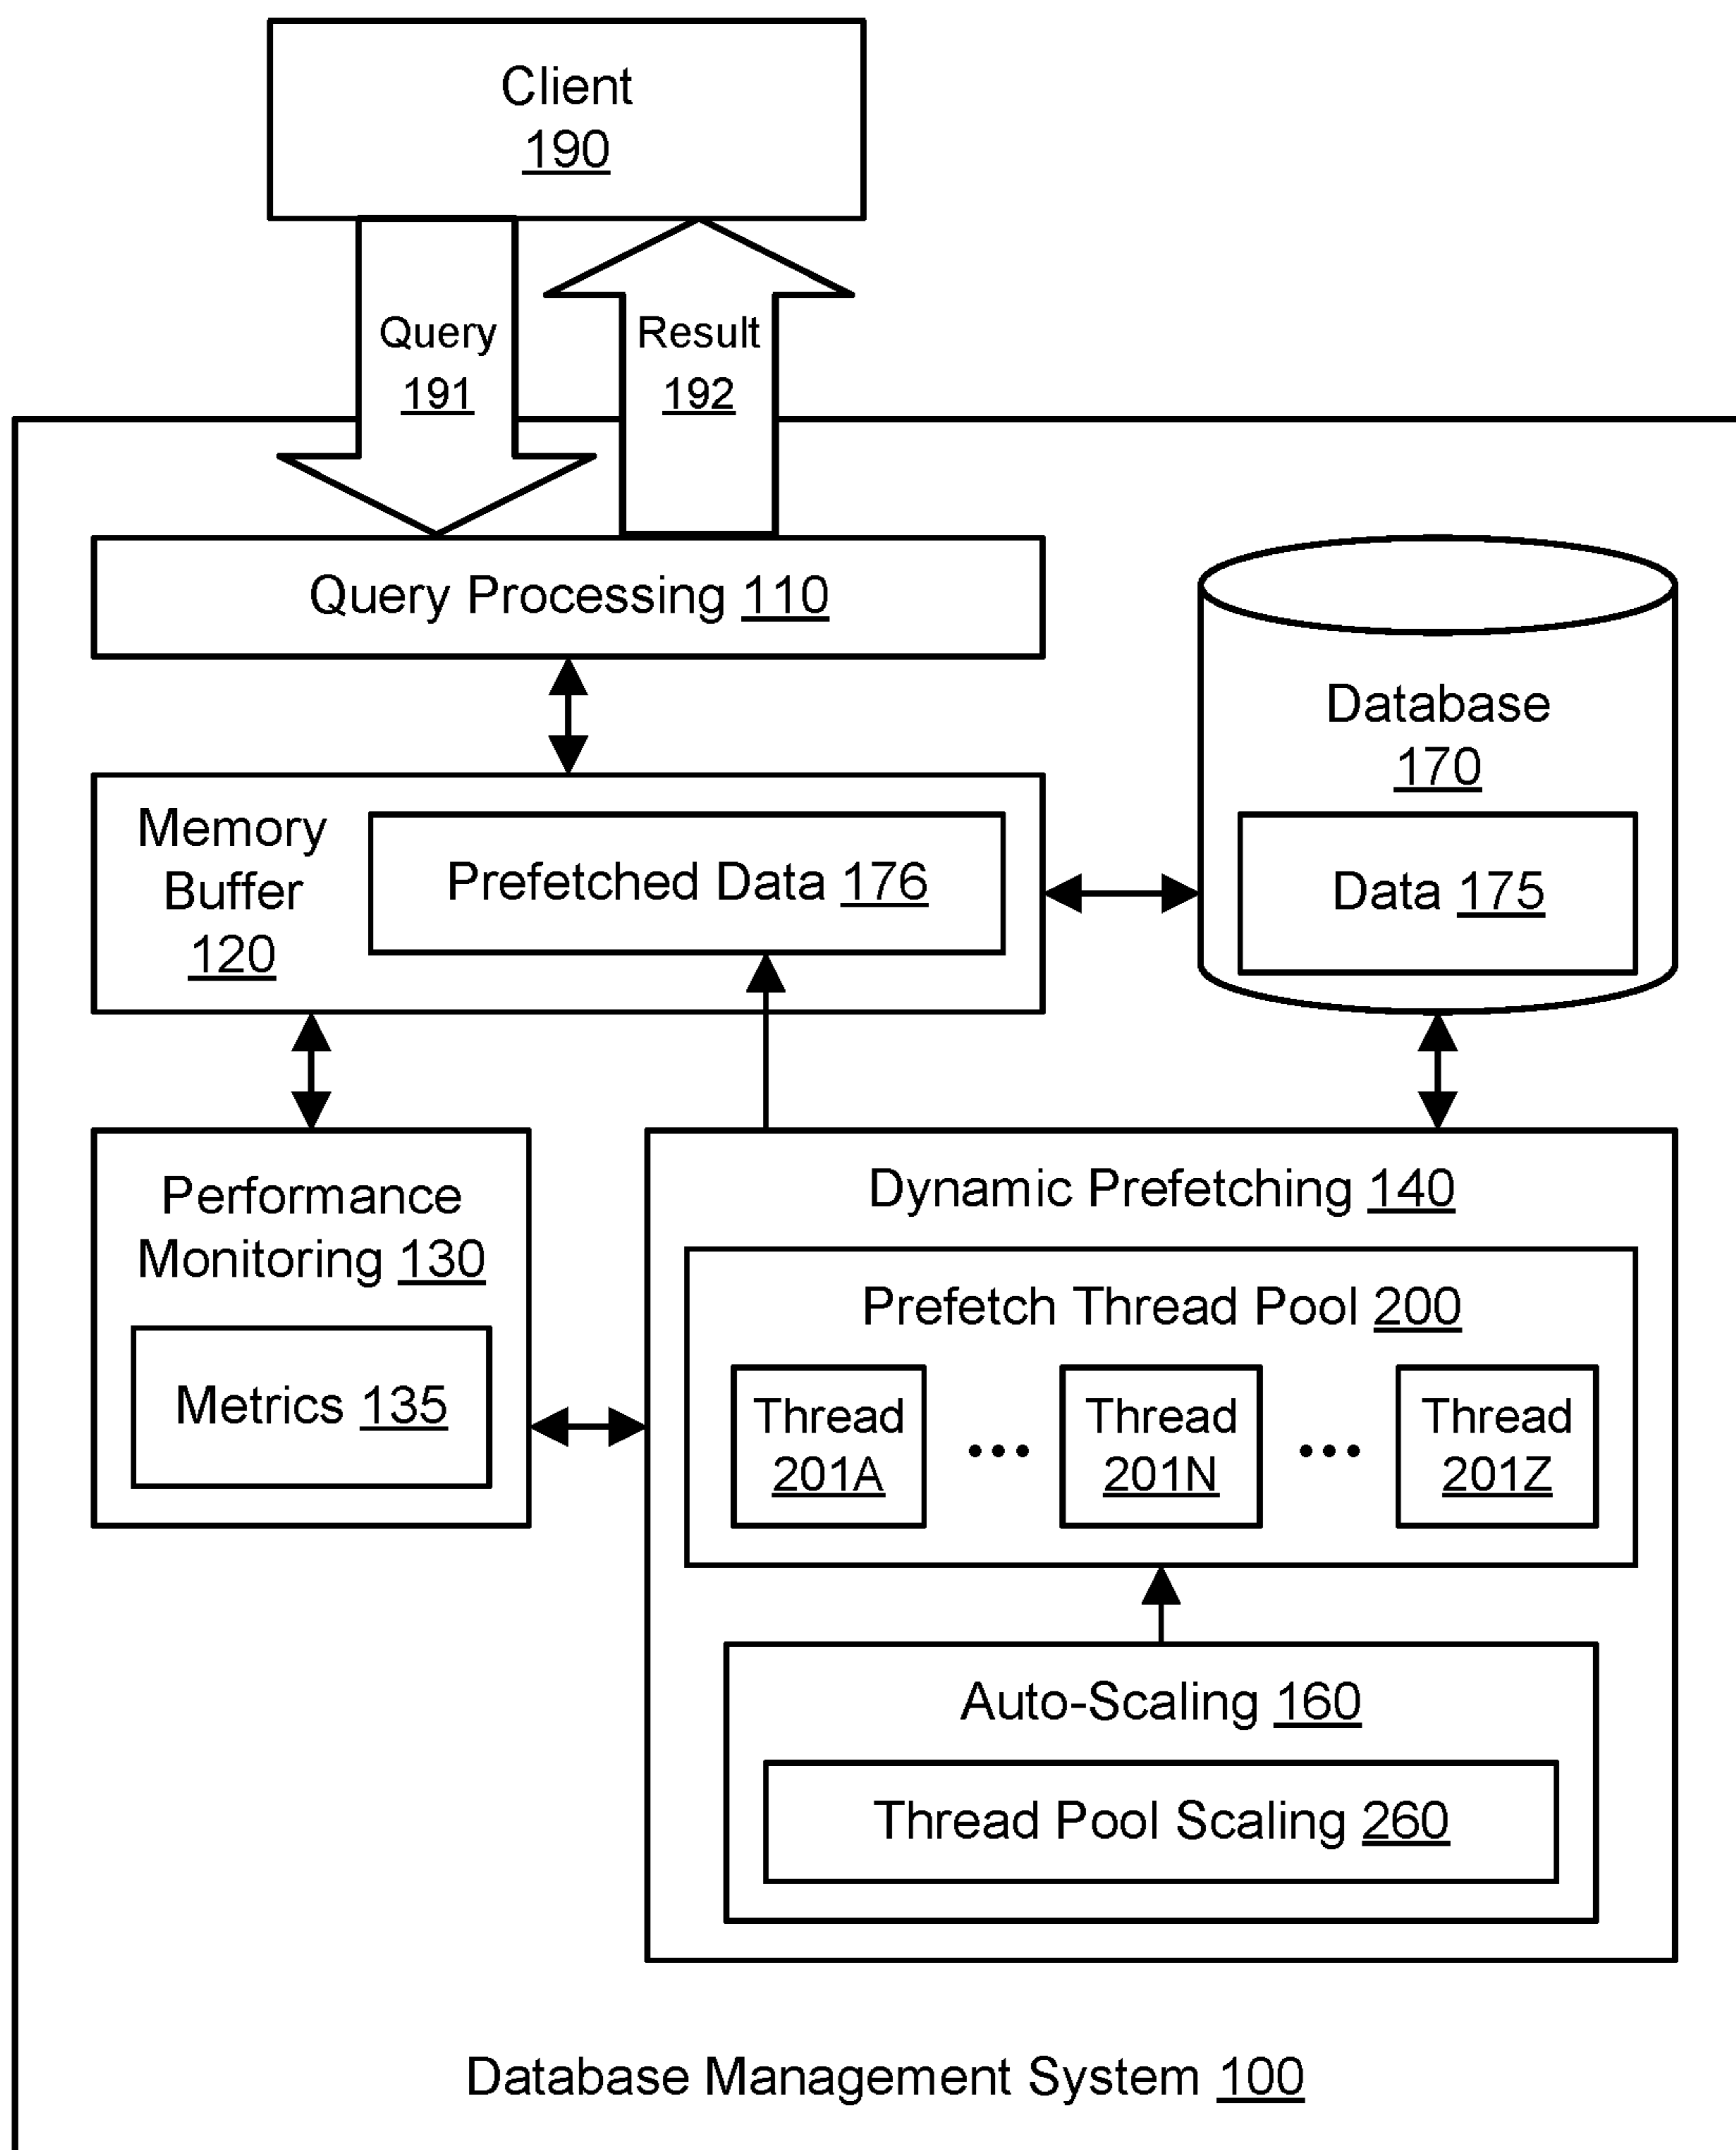 Client
190
Query
191
Result
192
Query Processing 110
Memory
Buffer
120
Prefetched Data 176
Database
170
Data 175
Performance
Monitoring 130
Metrics 135
Dynamic Prefetching 140
Prefetch Thread Pool 200
Thread
201A
•••
Thread
201N
•••
Thread
201Z
Auto-Scaling 160
Thread Pool Scaling 260
Database Management System 100